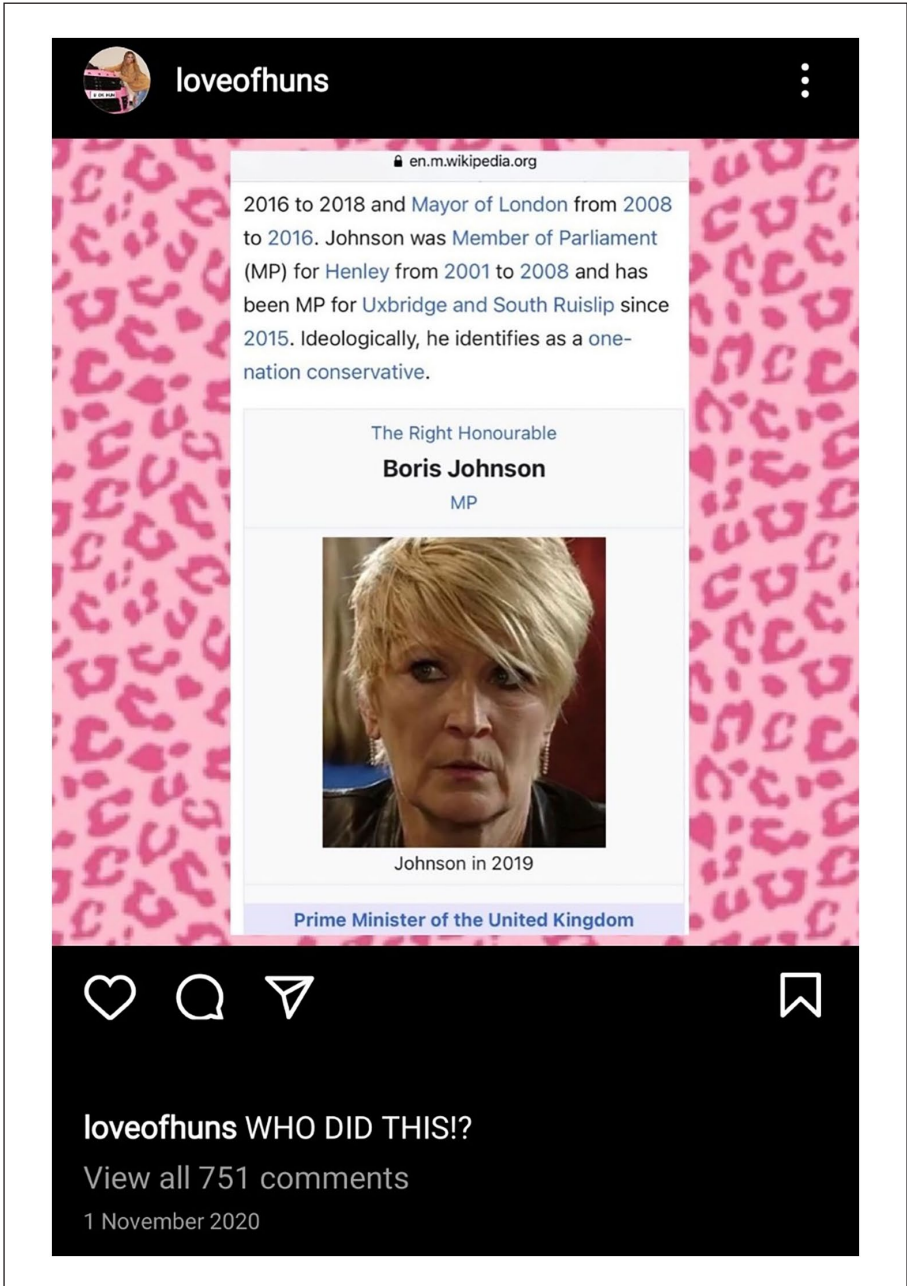 loveofhuns
en.m.wikipedia.org
2016 to 2018 and Mayor of London from 2008
to 2016. Johnson was Member of Parliament
(MP) for Henley from 2001 to 2008 and has
been MP for Uxbridge and South Ruislip since
2015. Ideologically, he identifies as a one-
nation conservative.
The Right Honourable
Boris Johnson
MP
Johnson in 2019
Prime Minister of the United Kingdom
loveofhuns WHO DID THIS!?
View all 751 comments
1 November 2020